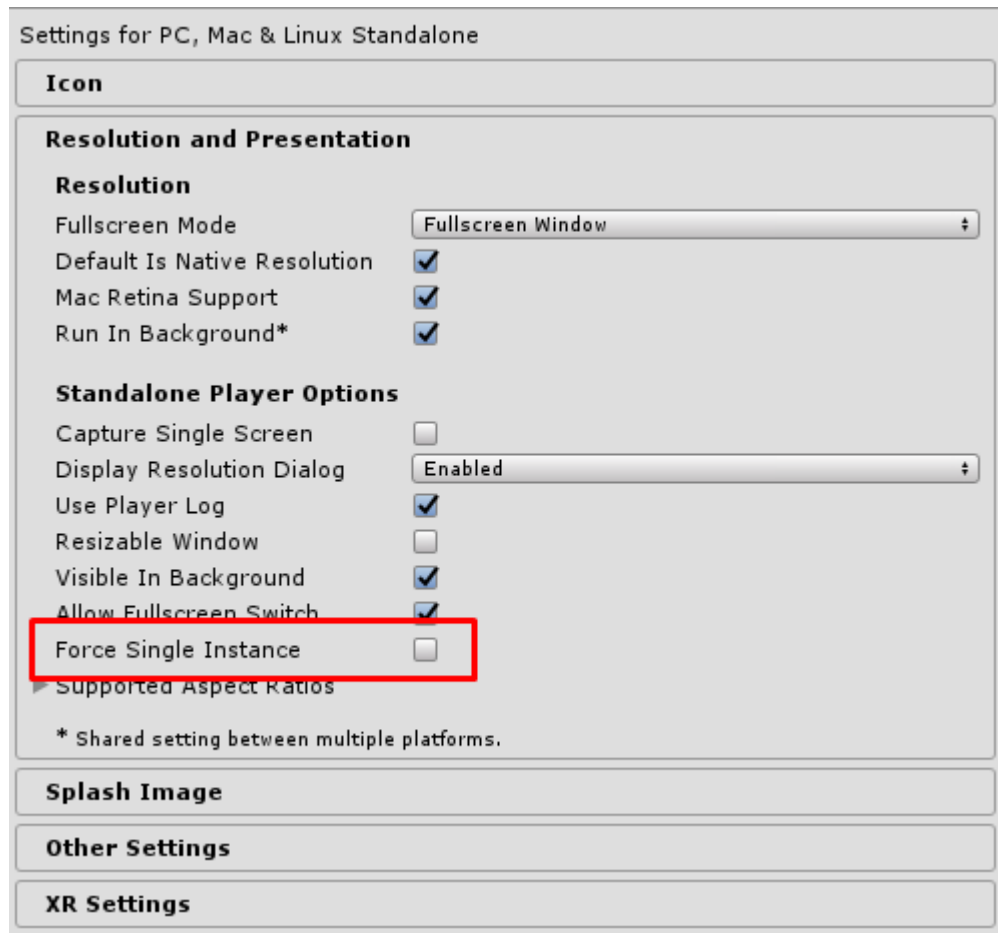 Settings for PC, Mac & Linux Standalone
Icon
Resolution and Presentation
Resolution
Fullscreen Mode Fullscreen Window
Default Is Native Resolution
Mac Retina Support
Run In Background*
Standalone Player Options
Capture Single Screen
Display Resolution Dialog Enabled
Use Player Log
Resizable Window
Visible In Background
Allow Fullscreen Switch
Force Single Instance
Supported Aspect Ratios
* Shared setting between multiple platforms.
Splash Image
Other Settings
XR Settings